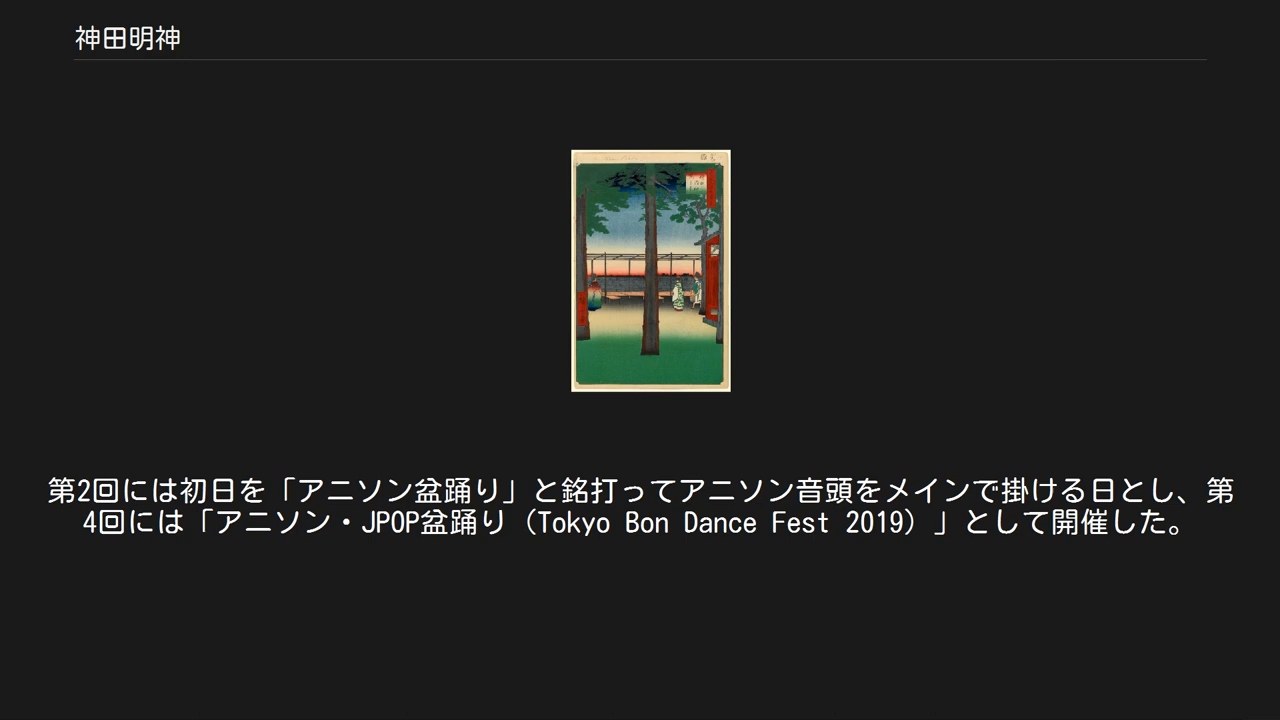 神田明神
第2回には初日を「アニソン盆踊り」と銘打ってアニソン音頭をメインで掛ける日とし、第
4回には「アニソン・JPOP盆踊り（Tokyo Bon Dance Fest 2019）」として開催した。